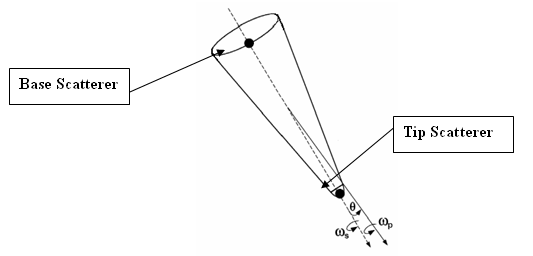 Base Scatterer
Tip Scatterer
θ
ωs
ωp